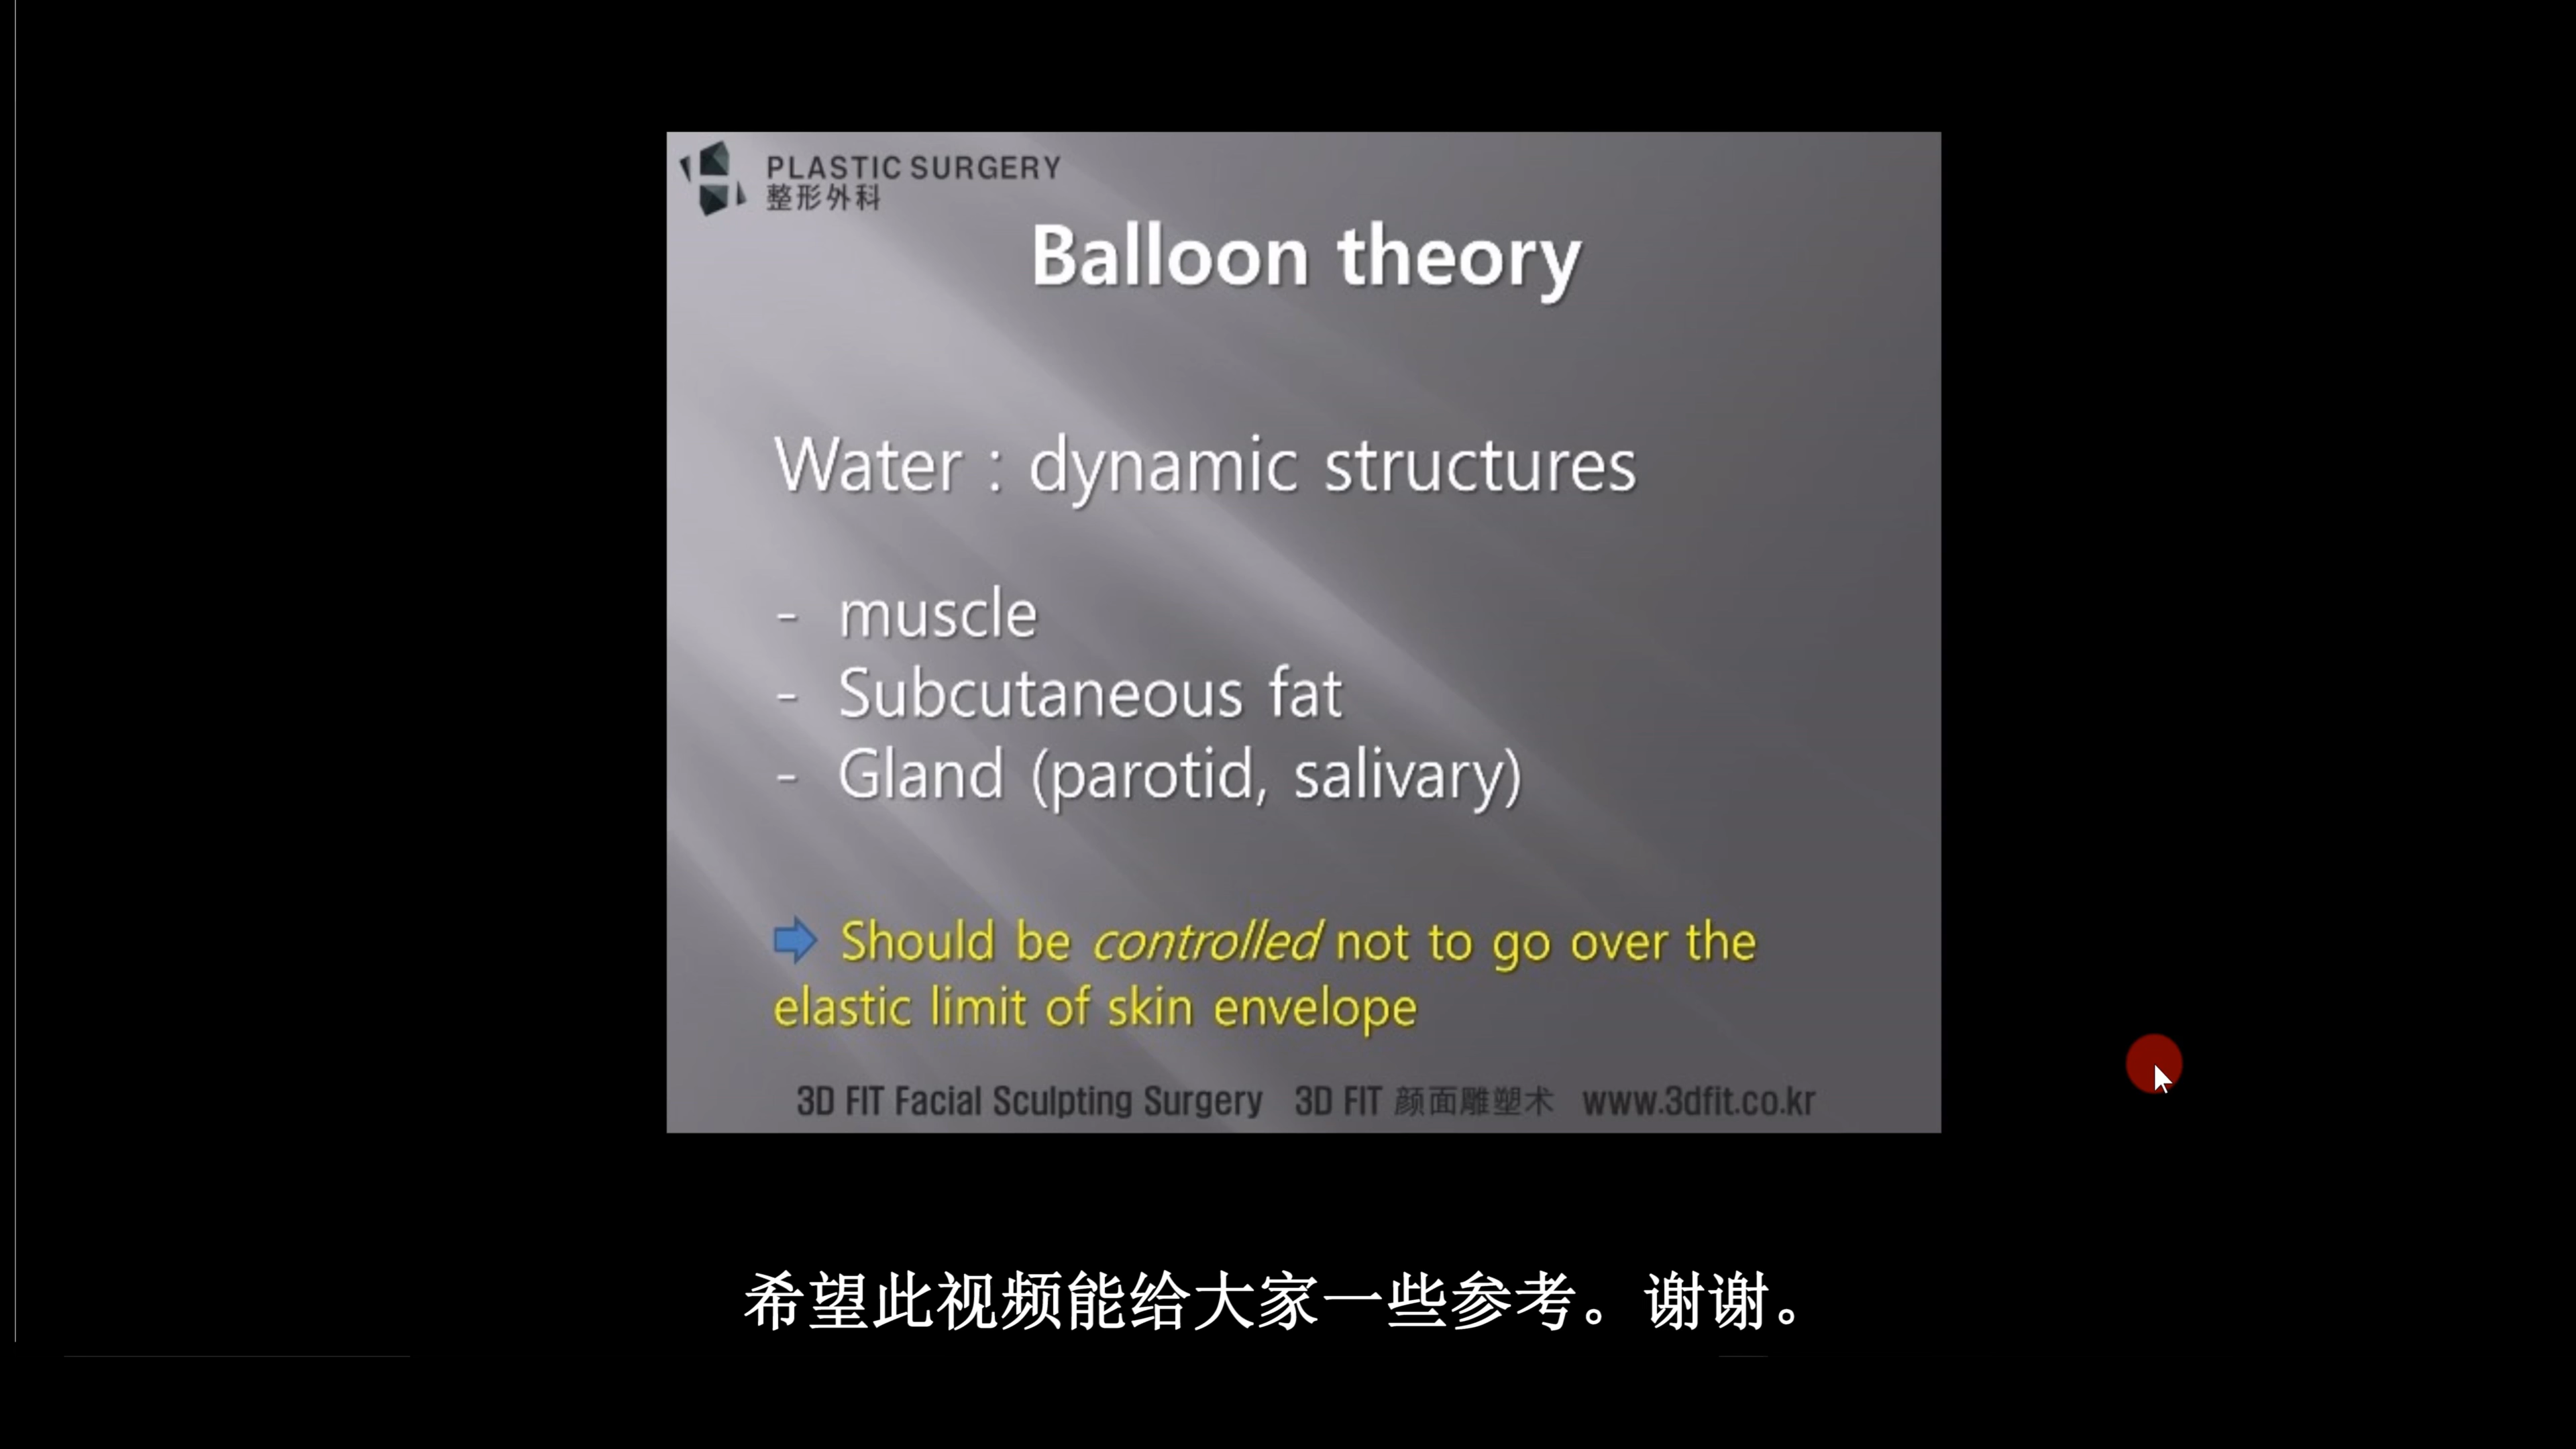 PLASTIC SURGERY
整形外科
Balloon theory
Water : dynamic structures
- muscle
- Subcutaneous fat
- Gland (parotid, salivary)
Should be controlled not to go over the
elastic limit of skin envelope
3D FIT Facial Sculpting Surgery 3D FIT 颜面雕塑术 www.3dfit.co.kr
希望此视频能给大家一些参考。谢谢。